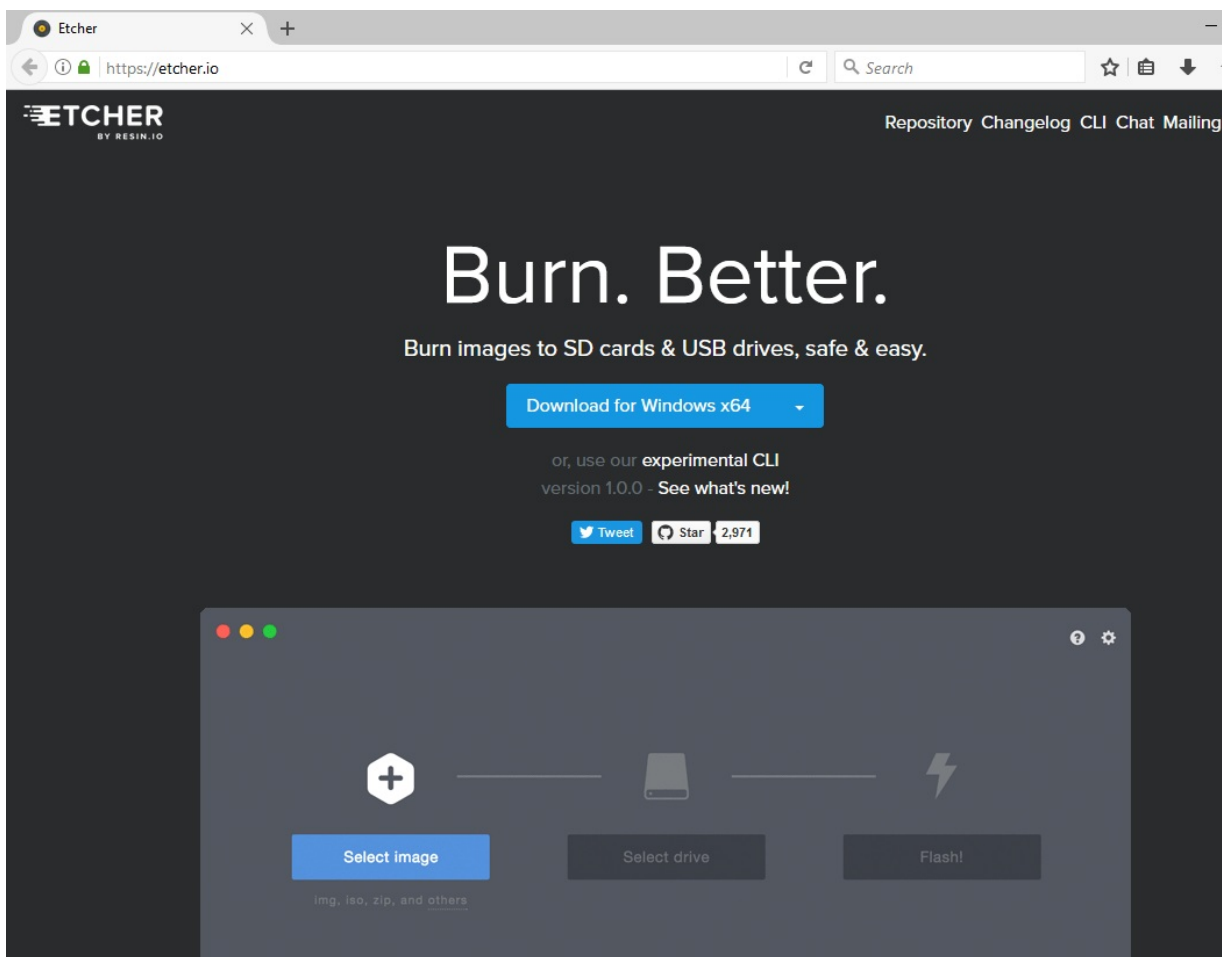 Etcher
https://etcher.io
Search
ETCHER
BY RESIN.IO
Repository Changelog CLI Chat Mailing
Burn. Better.
Burn images to SD cards & USB drives, safe & easy.
Download for Windows x64
or, use our experimental CLI
version 1.0.0 - See what's new!
Tweet Star 2,971
Select image Select drive Flash!
img, iso, zip, and others